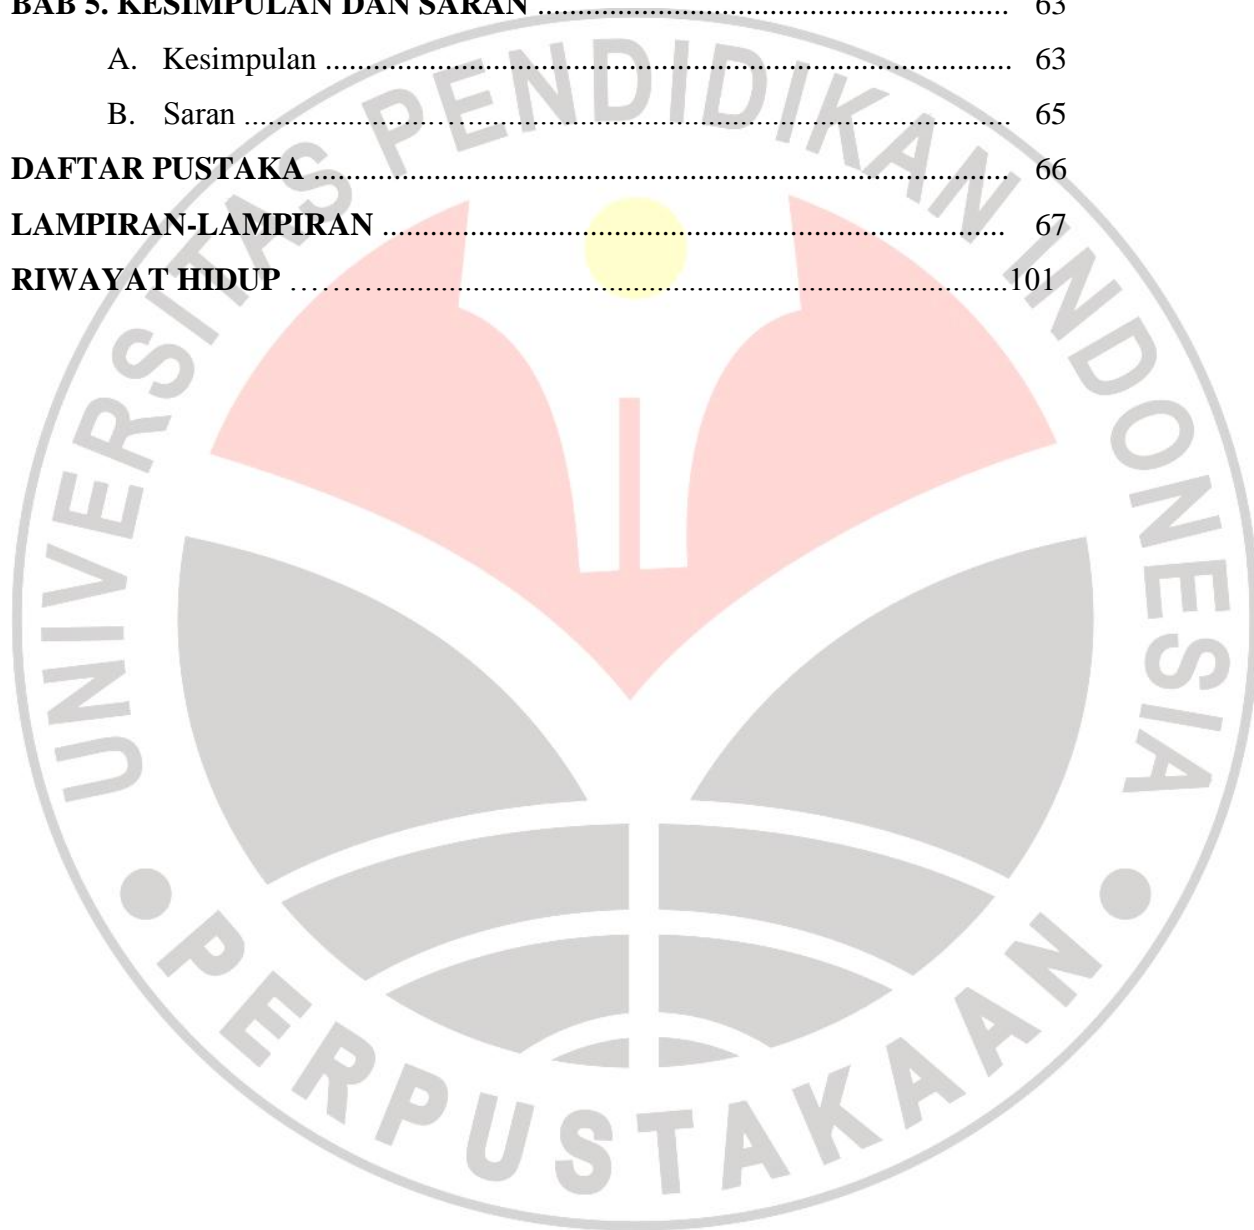 BAB 5. KESIMPULAN DAN SARAN ........................................................... 63
A. Kesimpulan ...................................................................................... 63
B. Saran ................................................................................................ 65
DAFTAR PUSTAKA ....................................................................................... 66
LAMPIRAN-LAMPIRAN .............................................................................. 67
RIWAYAT HIDUP ...........................................................................................101
UNIVERSITAS PENDIDIKAN INDONESIA
PERPUSTAKAAN